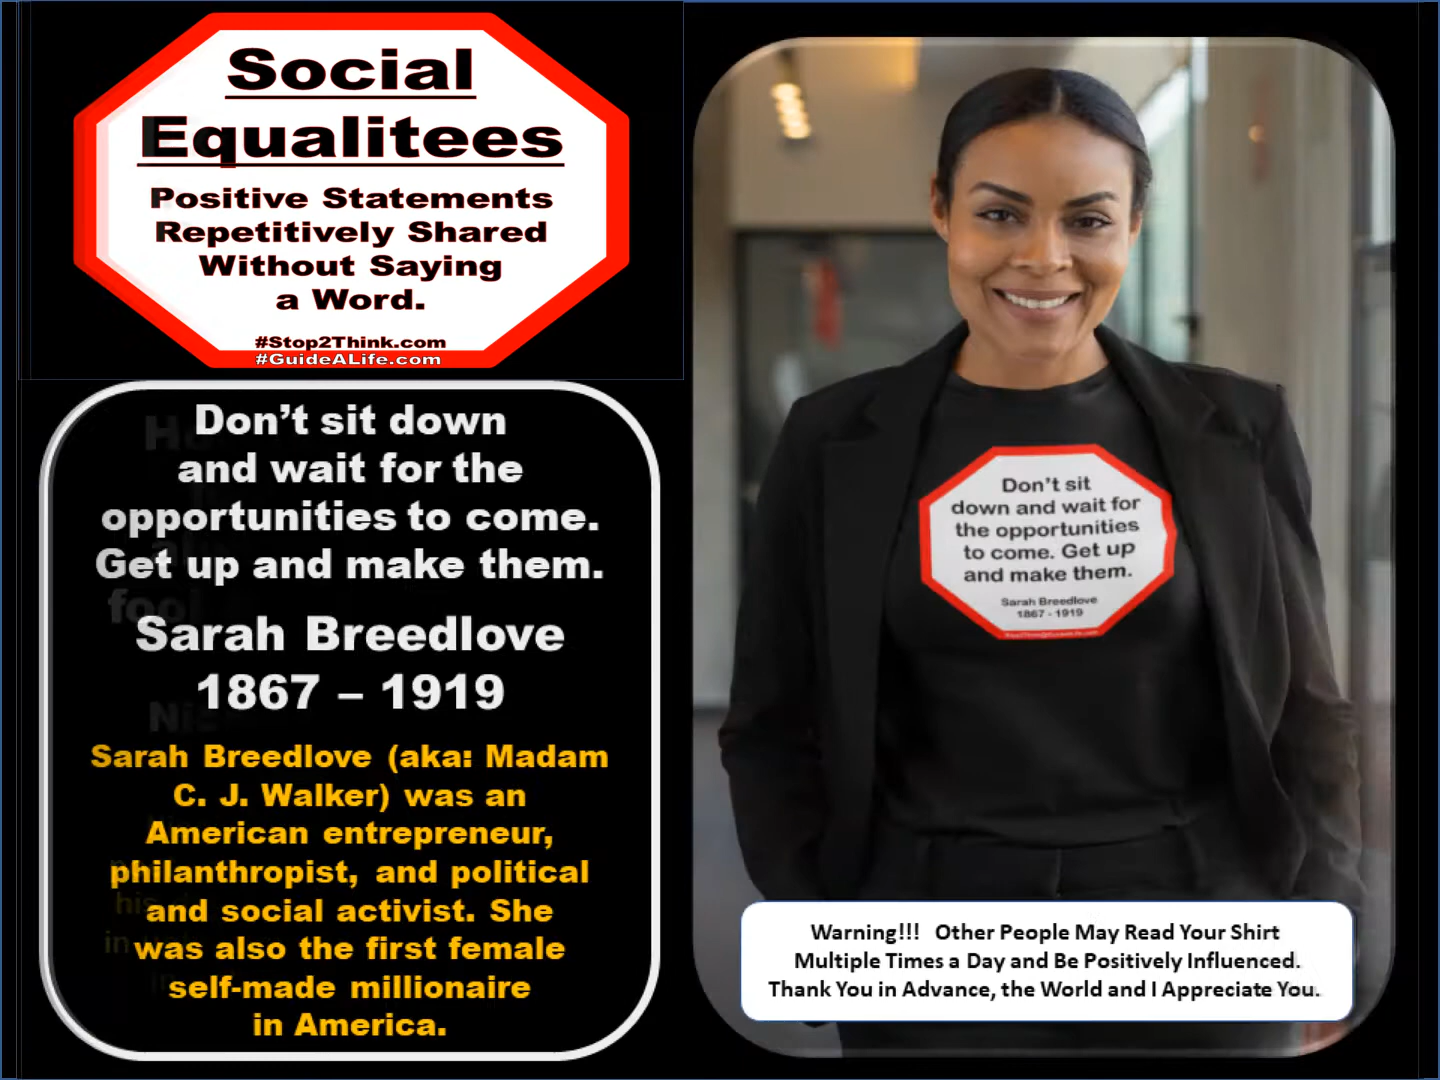 Social
Equalitees
Positive Statements
Repetitively Shared
Without Saying
a Word.
#Stop2Think.com
#GuideALife.com
Don't sit down
and wait for the
opportunities to come.
Get up and make them.
Sarah Breedlove
1867 – 1919
Sarah Breedlove (aka: Madam
C. J. Walker) was an
American entrepreneur,
philanthropist, and political
and social activist. She
was also the first female
self-made millionaire
in America.
Don't sit
down and wait for
the opportunities
to come. Get up
and make them.
Sarah Breedlove
1867 - 1919
Warning!!! Other People May Read Your Shirt
Multiple Times a Day and Be Positively Influenced.
Thank You in Advance, the World and I Appreciate You.